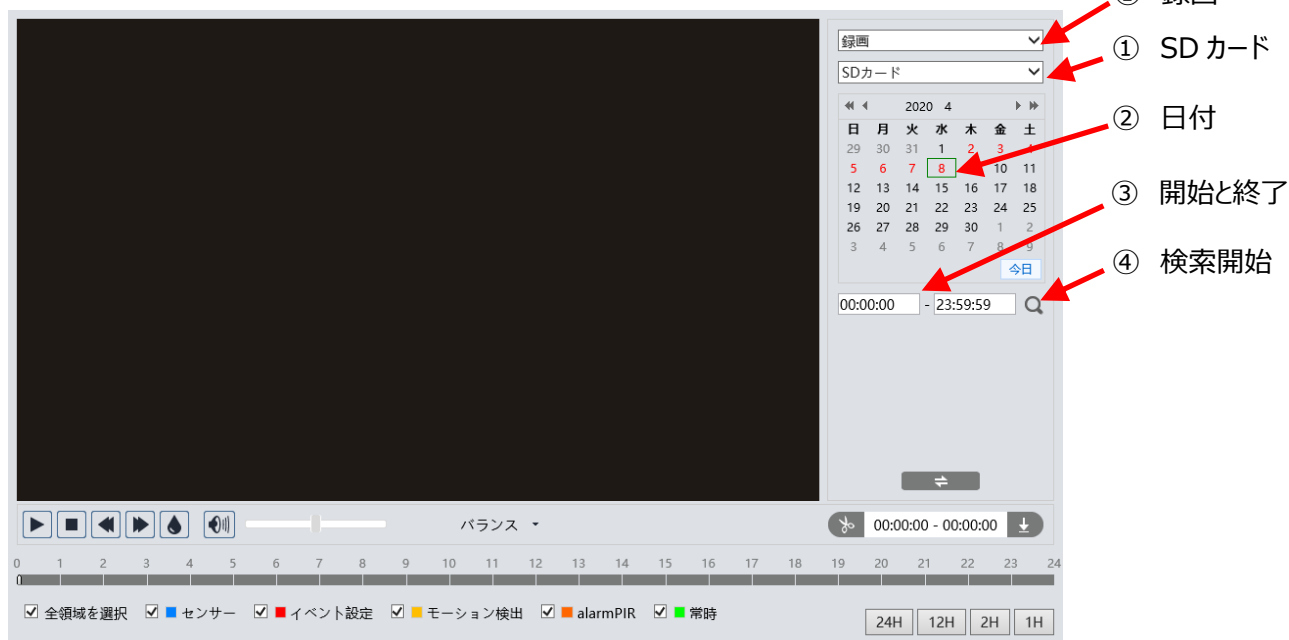 録画
録画
① SD カード
SDカード
2020 4
② 日付
日 月 火 水 木 金 土
29 30 31 1 2 3
5 6 7 8 10 11
12 13 14 15 16 17 18
③ 開始と終了
19 20 21 22 23 24 25
26 27 28 29 30 1 2
3 4 5 6 7 8 9
④ 検索開始
今日
00:00:00 - 23:59:59
バランス
00:00:00 - 00:00:00
0 1 2 3 4 5 6 7 8 9 10 11 12 13 14 15 16 17 18 19 20 21 22 23 24
全領域を選択 センサー イベント設定 モーション検出 alarmPIR 常時
24H 12H 2H 1H